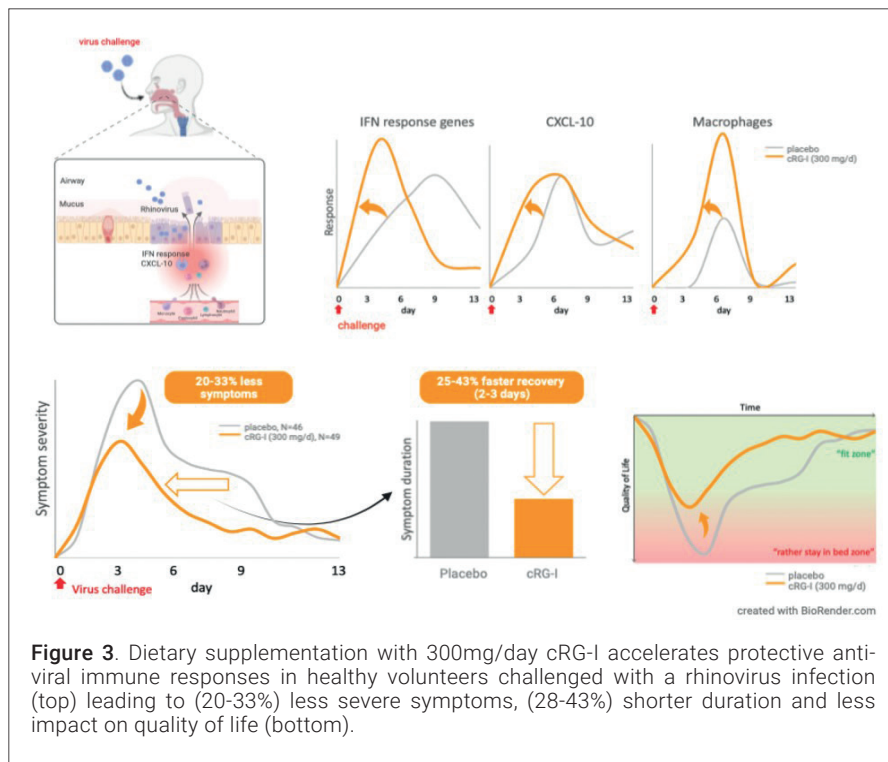 virus challenge
Airway
Mucus
Rhinovirus
IFN response
CXCL-10
IFN response genes
CXCL-10
Macrophages
placebo
cRG-I (300 mg/d)
Response
0 3 6 9 13
day
challenge
0 3 6 9 13
day
0 3 6 9 13
day
20-33% less
symptoms
placebo, N=46
cRG-I (300 mg/d), N=49
Symptom severity
0 3 6 9 13
Virus challenge
day
25-43% faster recovery
(2-3 days)
Symptom duration
Placebo
cRG-I
Time
Quality of Life
"fit zone"
"rather stay in bed zone"
placebo
cRG-I (300 mg/d)
created with BioRender.com
Figure 3. Dietary supplementation with 300mg/day cRG-I accelerates protective anti-
viral immune responses in healthy volunteers challenged with a rhinovirus infection
(top) leading to (20-33%) less severe symptoms, (28-43%) shorter duration and less
impact on quality of life (bottom).